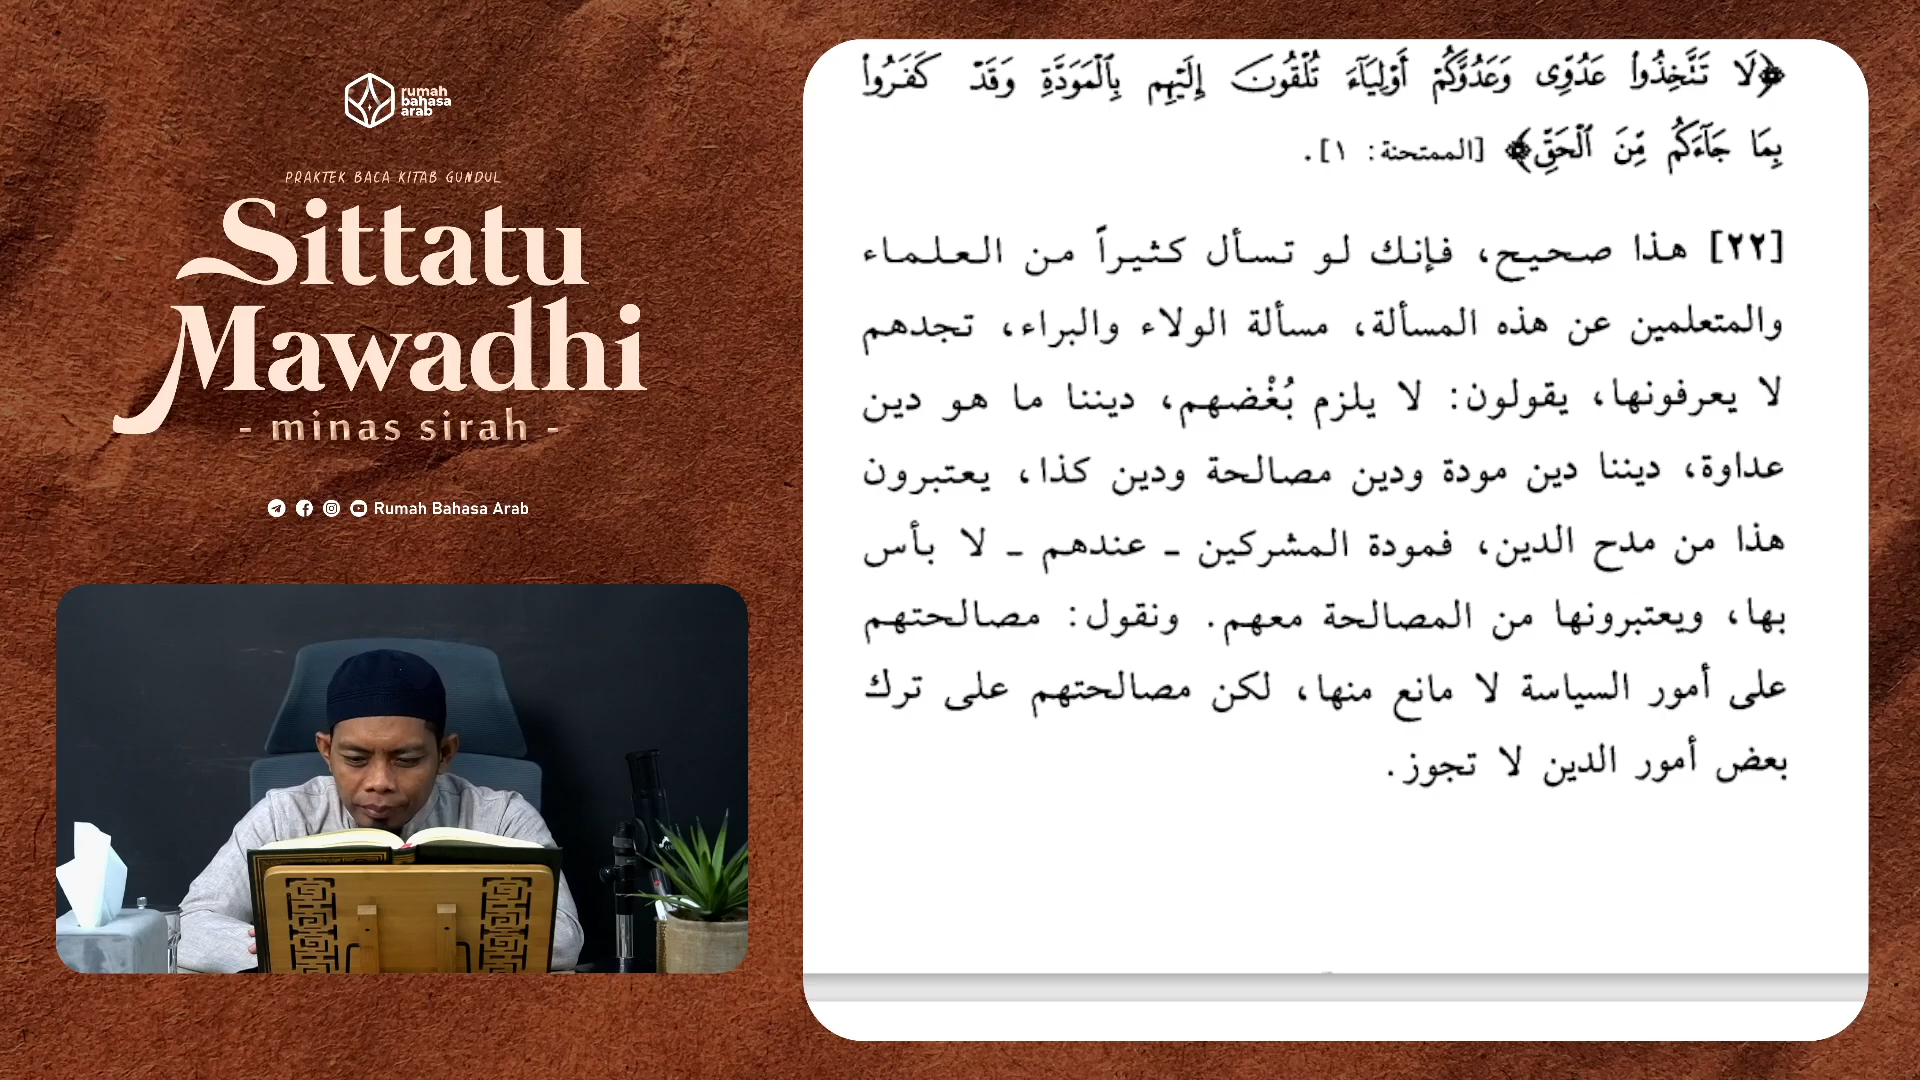 rumah
bahasa
arab
PRAKTEK BACA KITAB GUNDUL
Sittatu
Mawadhi
- minas sirah -
Rumah Bahasa Arab
﴿لَا تَتَّخِذُوا۟ عَدُوِّى وَعَدُوَّكُمْ أَوْلِيَآءَ تُلْقُونَ إِلَيْهِم بِٱلْمَوَدَّةِ وَقَدْ كَفَرُوا۟
بِمَا جَآءَكُم مِّنَ ٱلْحَقِّ﴾ [الممتحنة: ١].
[٢٢] هذا صحيح، فإنك لو تسأل كثيراً من العلماء
والمتعلمين عن هذه المسألة، مسألة الولاء والبراء، تجدهم
لا يعرفونها، يقولون: لا يلزم بُغْضهم، ديننا ما هو دين
عداوة، ديننا دين مودة ودين مصالحة ودين كذا، يعتبرون
هذا من مدح الدين، فمودة المشركين ـ عندهم ـ لا بأس
بها، ويعتبرونها من المصالحة معهم. ونقول: مصالحتهم
على أمور السياسة لا مانع منها، لكن مصالحتهم على ترك
بعض أمور الدين لا تجوز.